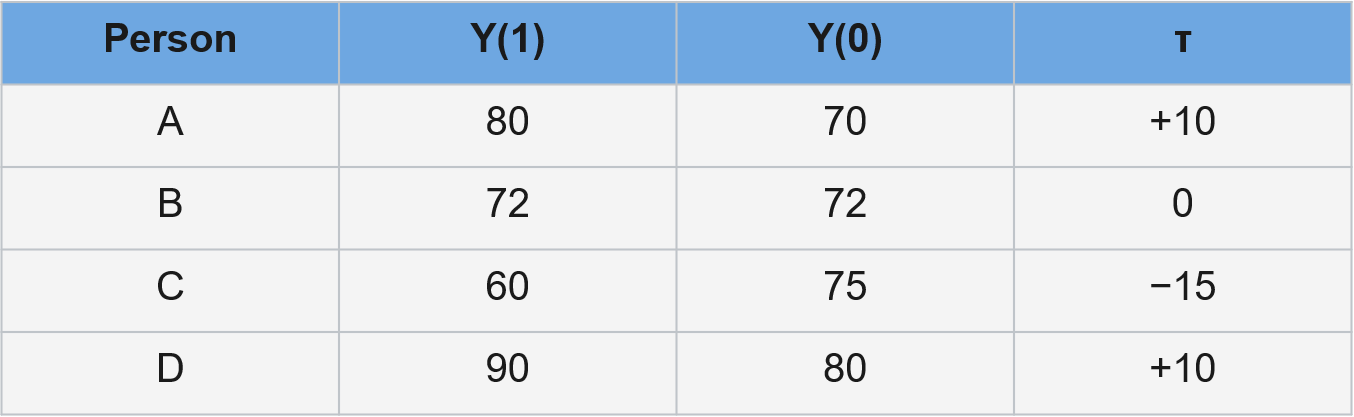 Person Y(1) Y(0) τ
A 80 70 +10
B 72 72 0
C 60 75 −15
D 90 80 +10